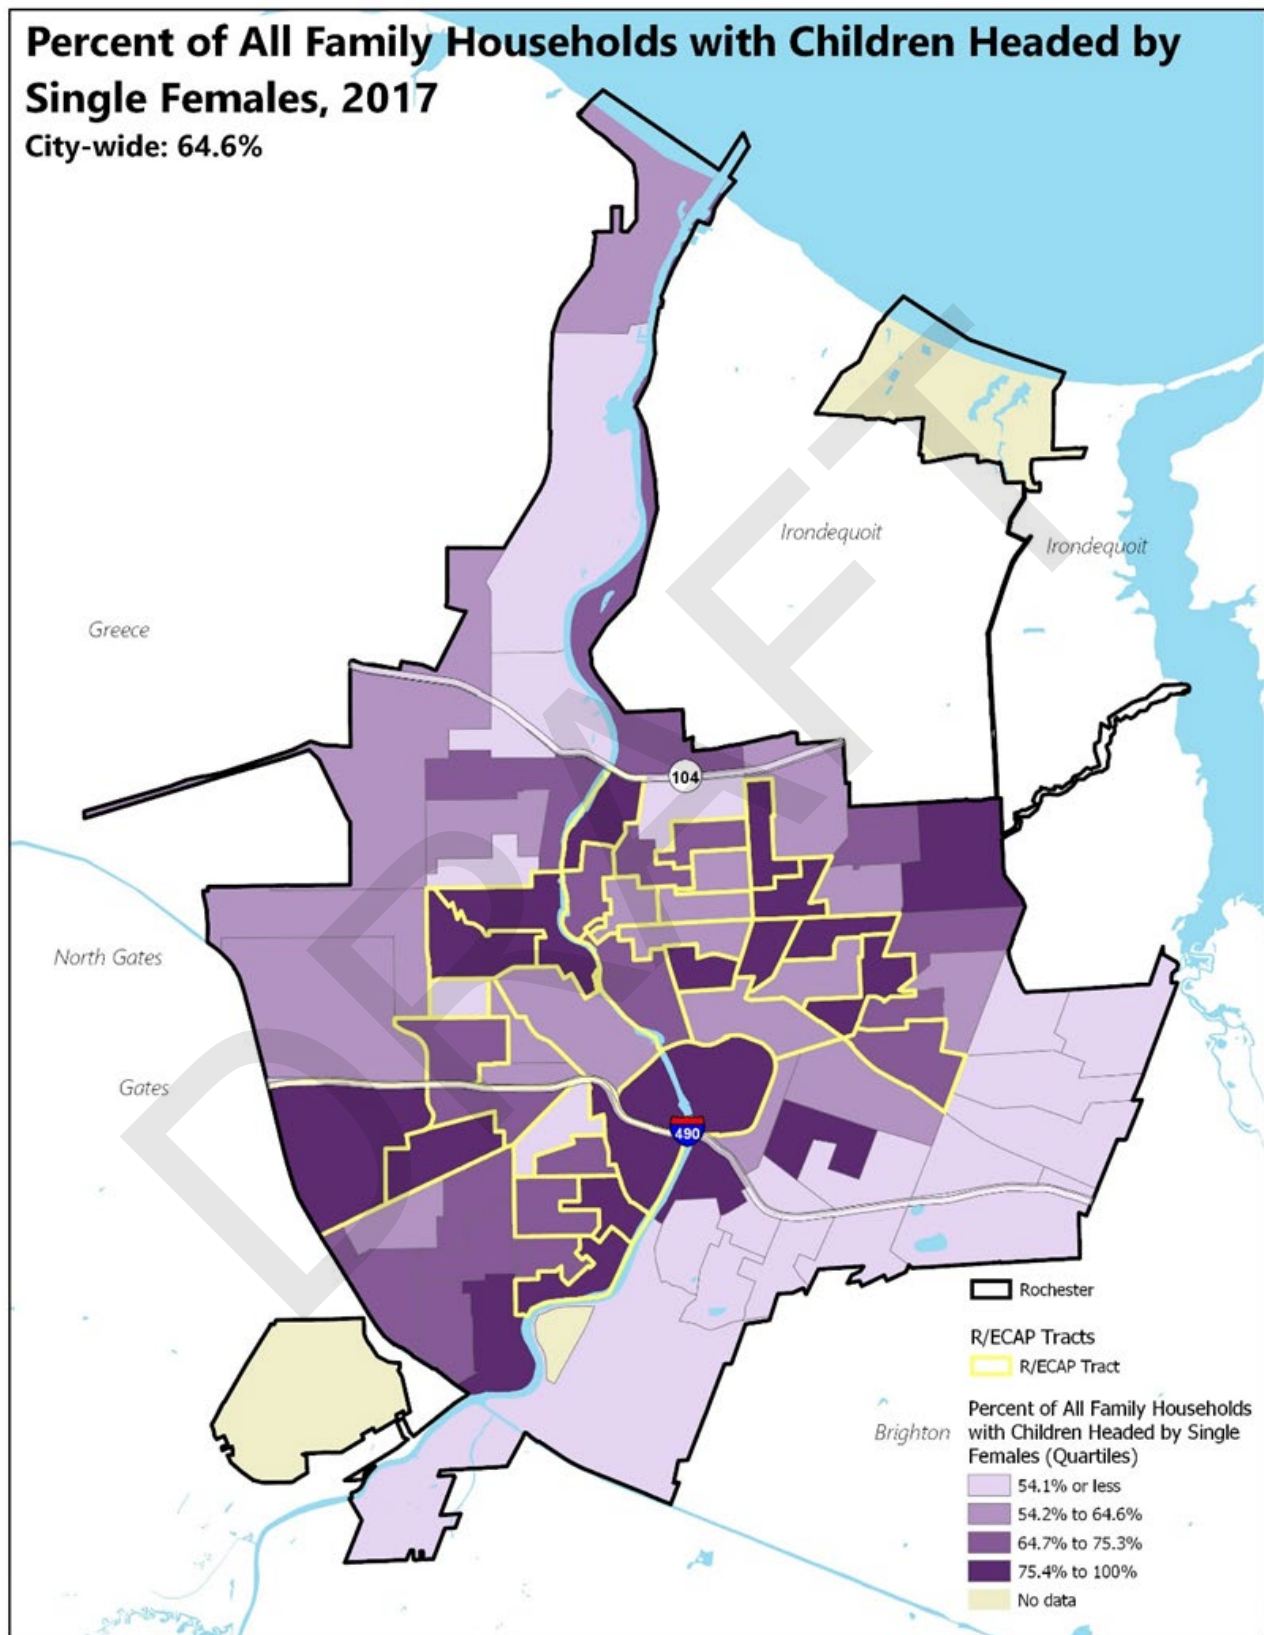 Percent of All Family Households with Children Headed by
Single Females, 2017
City-wide: 64.6%
Irondequoit
Irondequoit
Greece
104
North Gates
Gates
490
Rochester
R/ECAP Tracts
R/ECAP Tract
Brighton
Percent of All Family Households
with Children Headed by Single
Females (Quartiles)
54.1% or less
54.2% to 64.6%
64.7% to 75.3%
75.4% to 100%
No data
DRAFT